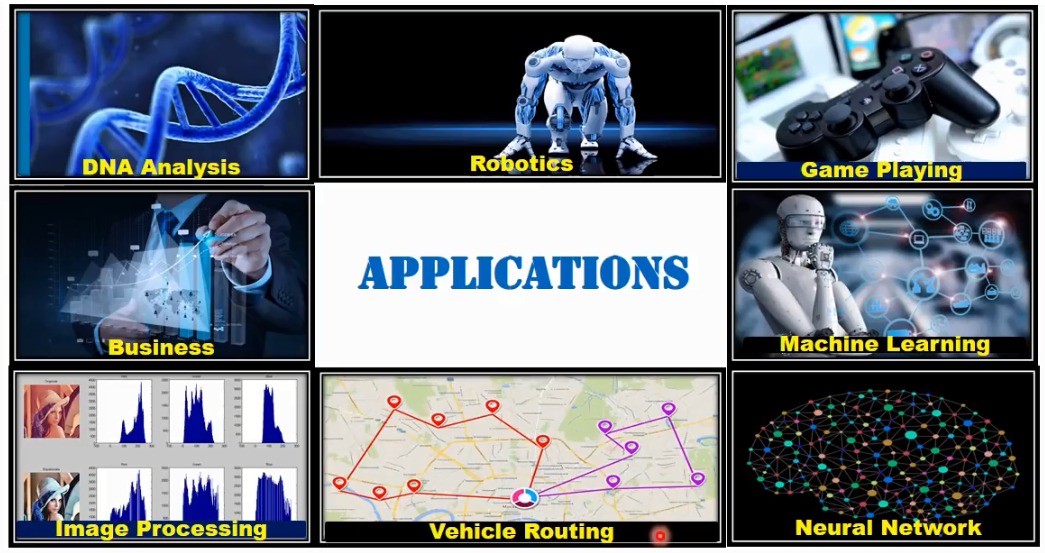 DNA Analysis
Robotics
Game Playing
Business
APPLICATIONS
Machine Learning
Image Processing
Vehicle Routing
Neural Network